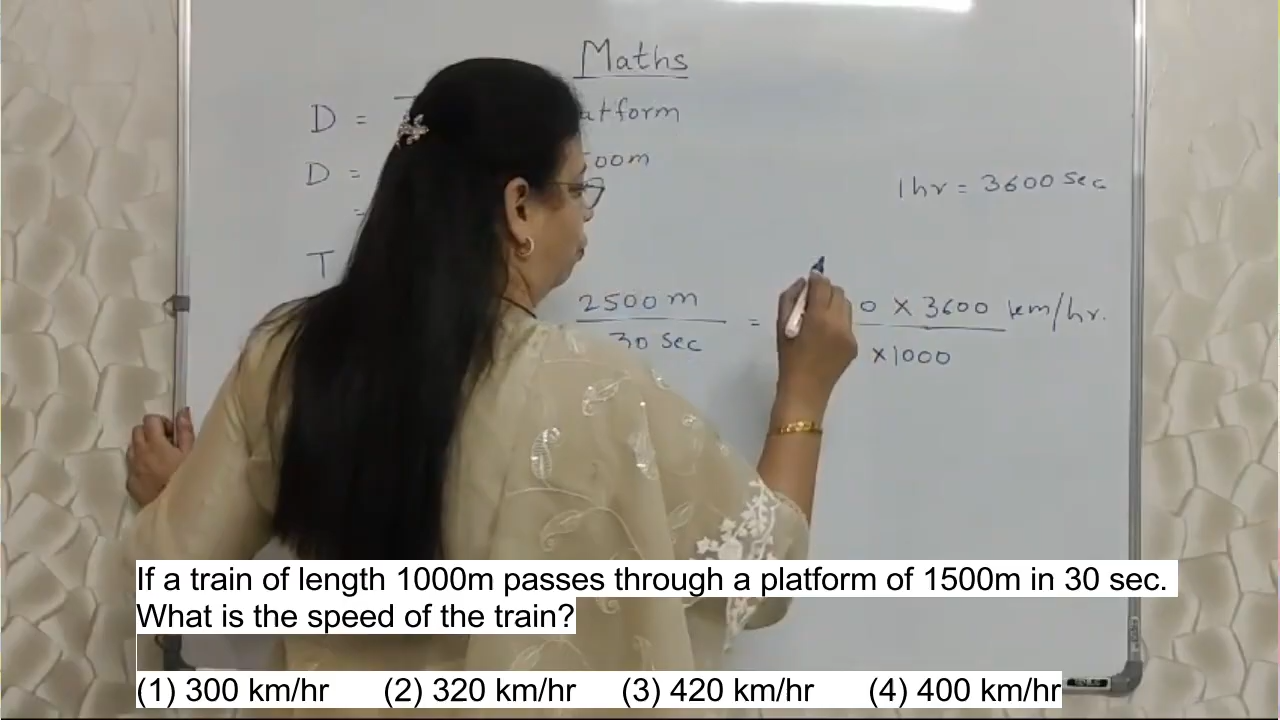 Maths
D = atform
D = 500m
=
T
2500 m = 0 X 3600 km/hr.
30 Sec X1000
1hr = 3600 Sec
If a train of length 1000m passes through a platform of 1500m in 30 sec.
What is the speed of the train?
(1) 300 km/hr (2) 320 km/hr (3) 420 km/hr (4) 400 km/hr